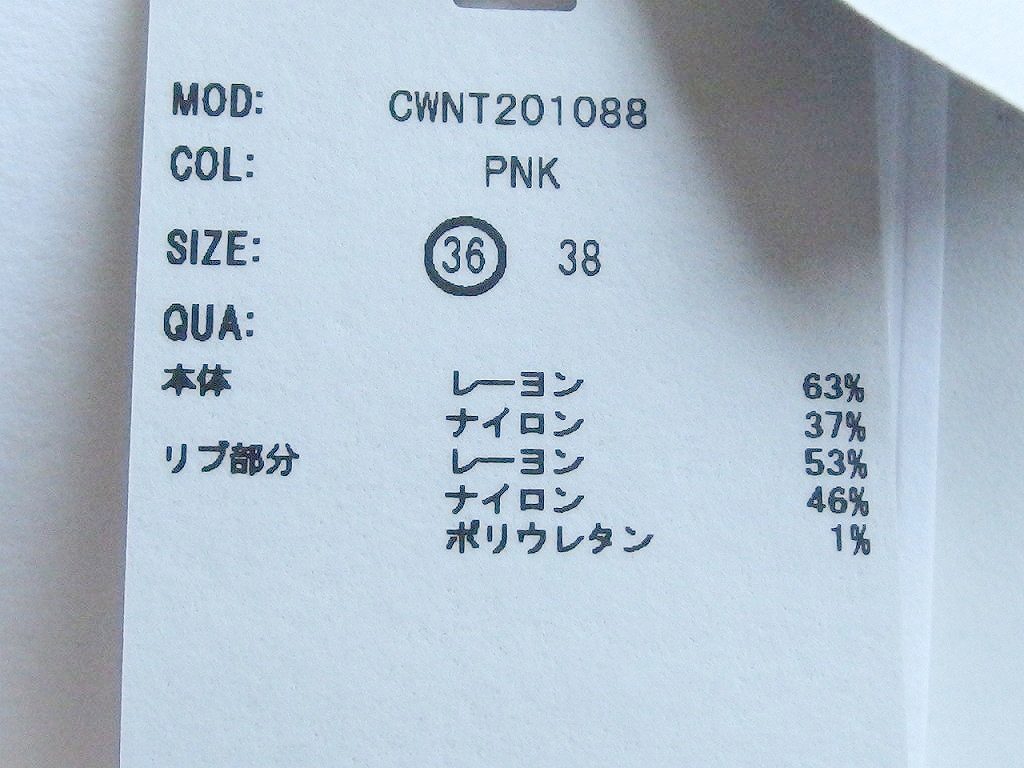 MOD: CWNT201088
COL: PNK
SIZE: 36 38
QUA:
本体 レーヨン 63%
ナイロン 37%
リブ部分 レーヨン 53%
ナイロン 46%
ポリウレタン 1%